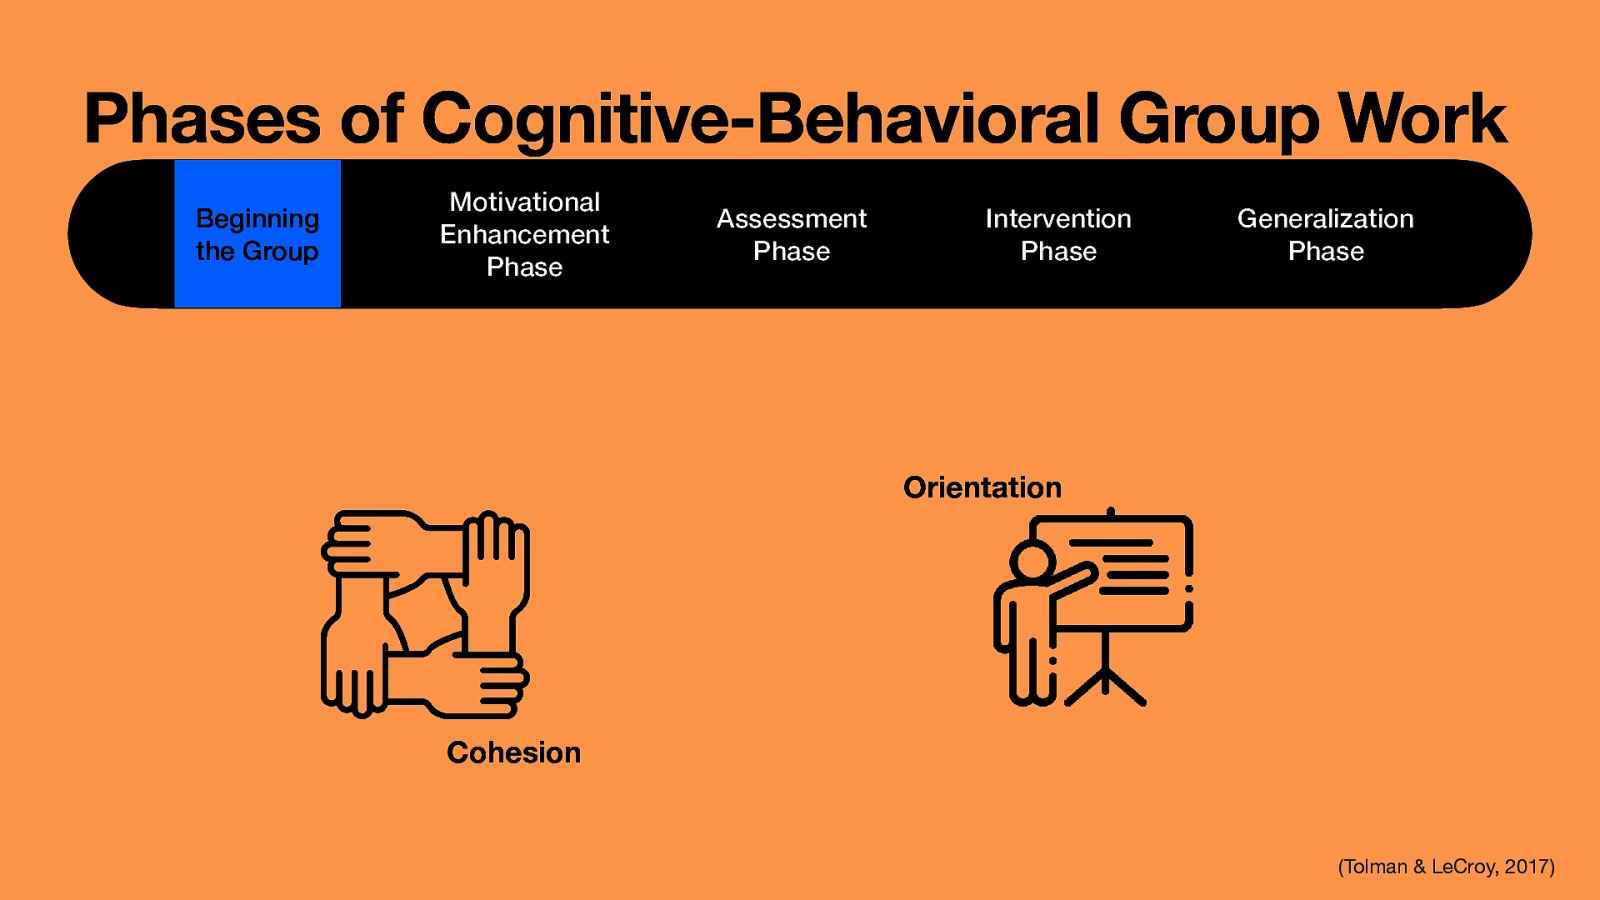 Phases of Cognitive-Behavioral Group Work
Beginning
the Group
Motivational
Enhancement
Phase
Assessment
Phase
Intervention
Phase
Generalization
Phase
Orientation
Cohesion
(Tolman & LeCroy, 2017)